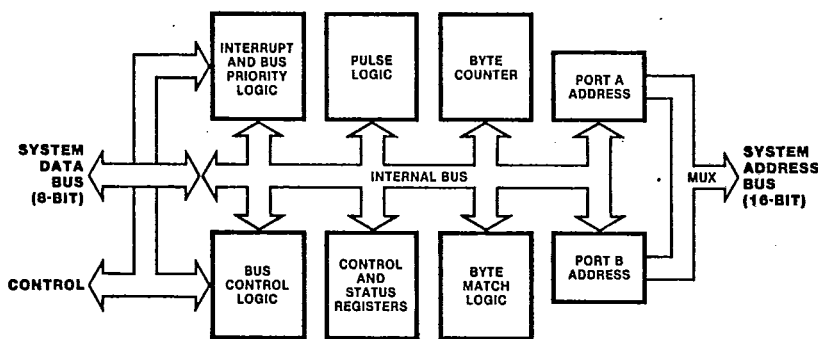 INTERRUPT
AND BUS
PRIORITY
LOGIC
PULSE
LOGIC
BYTE
COUNTER
PORT A
ADDRESS
SYSTEM
DATA
BUS
(8-BIT)
INTERNAL BUS
MUX
SYSTEM
ADDRESS
BUS
(16-BIT)
CONTROL
BUS
CONTROL
LOGIC
CONTROL
AND
STATUS
REGISTERS
BYTE
MATCH
LOGIC
PORT B
ADDRESS